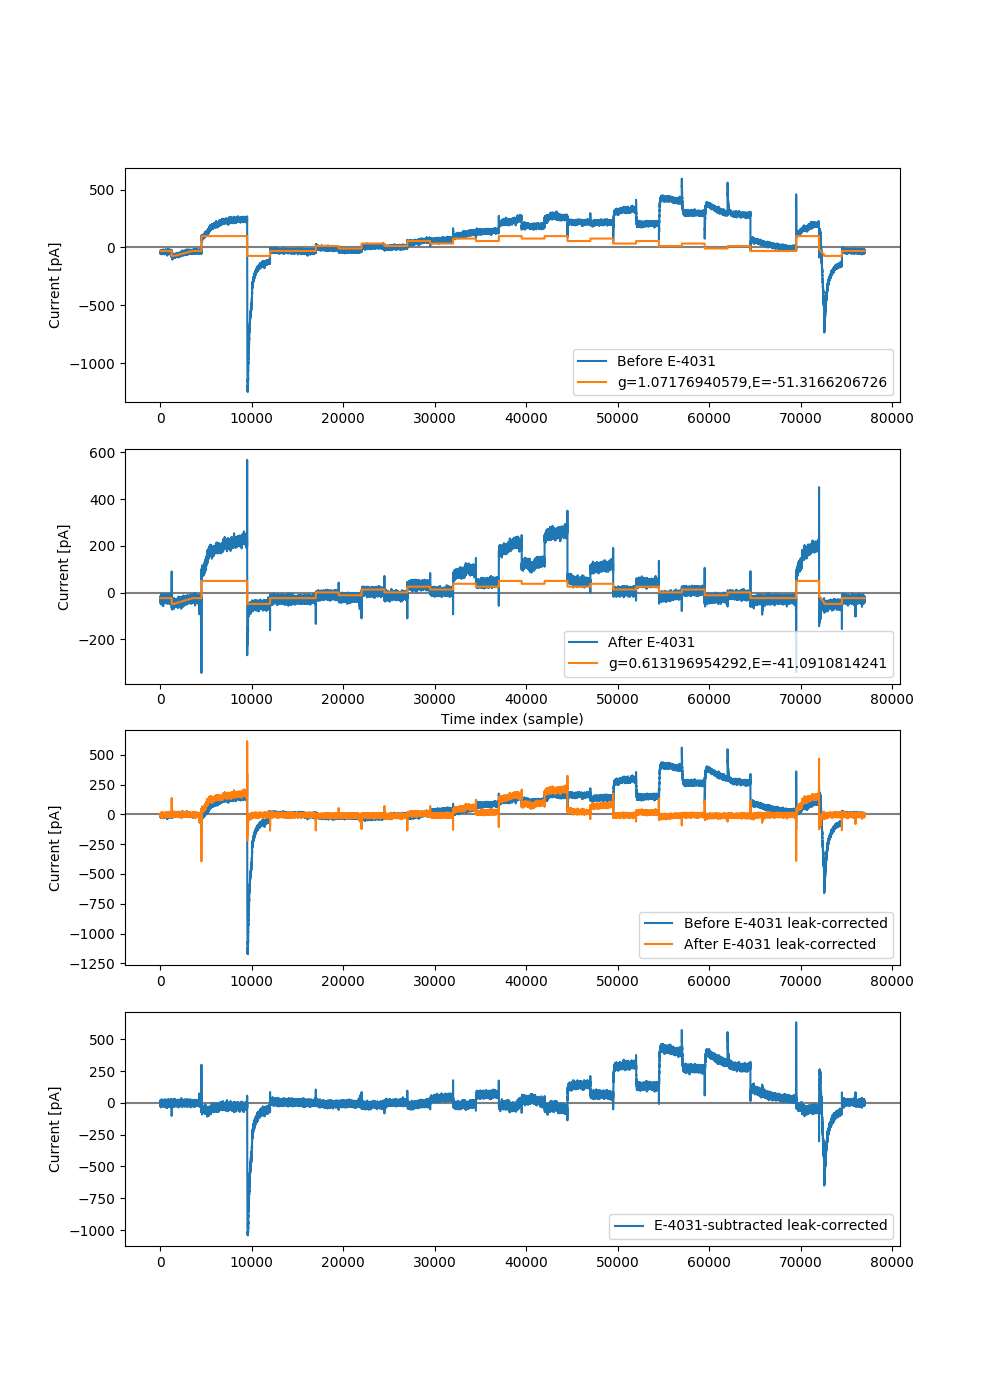 500
0
−500
−1000
Current [pA]
Before E-4031
g=1.07176940579,E=-51.3166206726
0 10000 20000 30000 40000 50000 60000 70000 80000
600
400
200
0
−200
Current [pA]
After E-4031
g=0.613196954292,E=-41.0910814241
0 10000 20000 30000 40000 50000 60000 70000 80000
Time index (sample)
500
250
0
−250
−500
−750
−1000
−1250
Current [pA]
Before E-4031 leak-corrected
After E-4031 leak-corrected
0 10000 20000 30000 40000 50000 60000 70000 80000
500
250
0
−250
−500
−750
−1000
Current [pA]
E-4031-subtracted leak-corrected
0 10000 20000 30000 40000 50000 60000 70000 80000